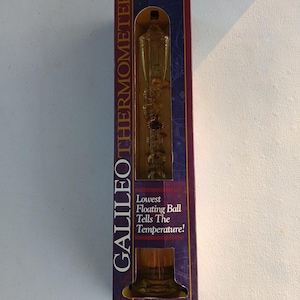 GALILEO THERMOMETER
Lowest
Floating Ball
Tells The
Temperature!